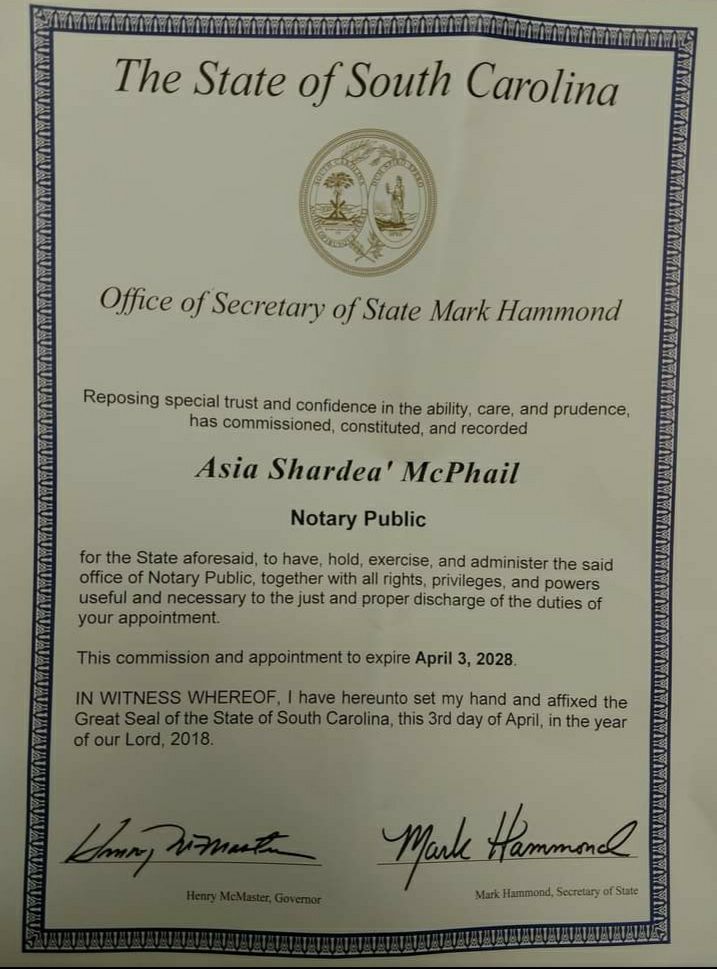 The State of South Carolina
SOUTH CAROLINA
DUM SPIRO SPERO
Office of Secretary of State Mark Hammond
Reposing special trust and confidence in the ability, care, and prudence,
has commissioned, constituted, and recorded
Asia Shardea' McPhail
Notary Public
for the State aforesaid, to have, hold, exercise, and administer the said
office of Notary Public, together with all rights, privileges, and powers
useful and necessary to the just and proper discharge of the duties of
your appointment.
This commission and appointment to expire April 3, 2028.
IN WITNESS WHEREOF, I have hereunto set my hand and affixed the
Great Seal of the State of South Carolina, this 3rd day of April, in the year
of our Lord, 2018.
Henry McMaster Mark Hammond
Henry McMaster, Governor Mark Hammond, Secretary of State